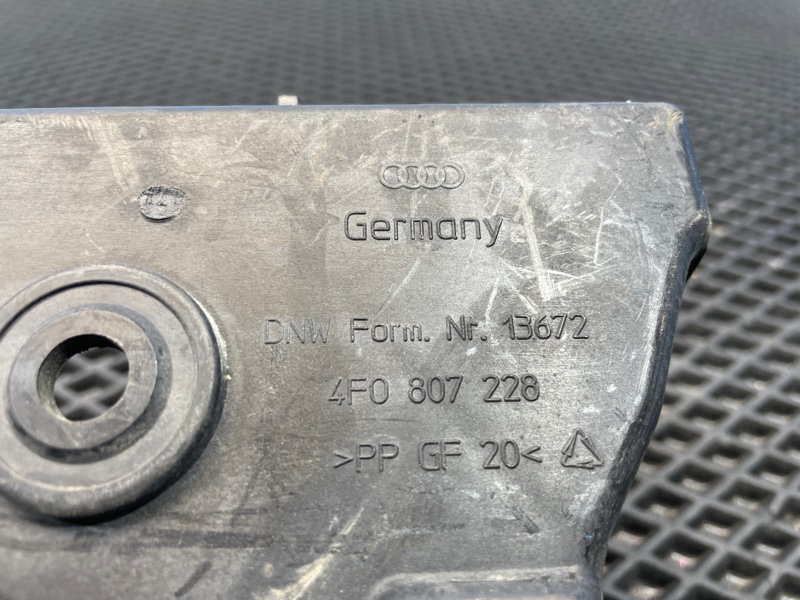 Germany
DNW Form. Nr. 13672
4F0 807 228
>PP GF 20<